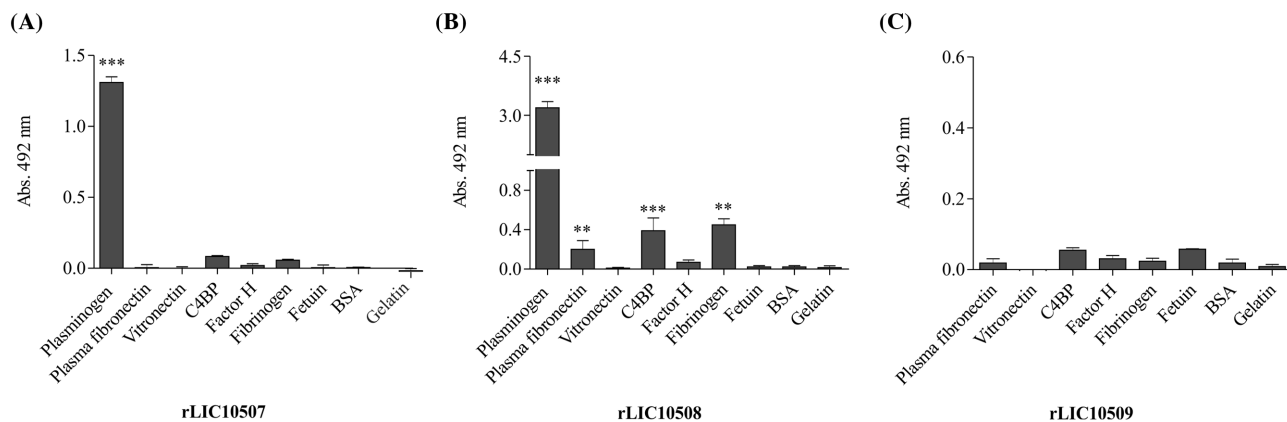 (A)
Abs. 492 nm
1.5
1.0
0.5
0.0
***
Plasminogen
Plasma fibronectin
Vitronectin
C4BP
Factor H
Fibrinogen
Fetuin
BSA
Gelatin
rLIC10507
(B)
Abs. 492 nm
4.5
3.0
0.8
0.4
0.0
***
**
***
**
Plasminogen
Plasma fibronectin
Vitronectin
C4BP
Factor H
Fibrinogen
Fetuin
BSA
Gelatin
rLIC10508
(C)
Abs. 492 nm
0.6
0.4
0.2
0.0
Plasma fibronectin
Vitronectin
C4BP
Factor H
Fibrinogen
Fetuin
BSA
Gelatin
rLIC10509